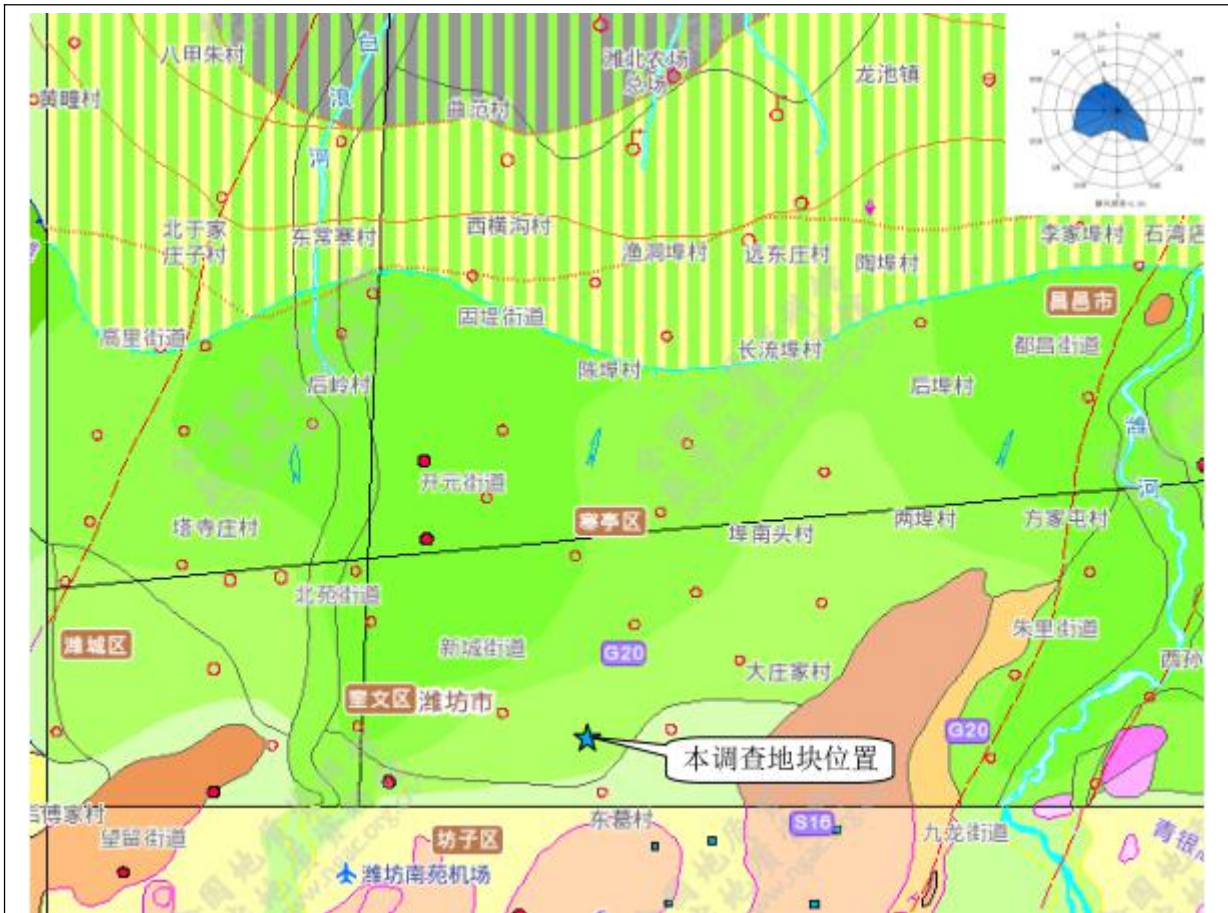 八甲朱村
白
浪
河
潍北农场
总场
龙池镇
黄疃村
曲范村
北于家
庄子村
东常寨村
西横沟村
渔洞埠村
远东庄村
陶埠村
李家埠村
石湾店
昌邑市
高里街道
固堤街道
陈埠村
长流埠村
都昌街道
后岭村
后埠村
潍
河
开元街道
塔寺庄村
寒亭区
埠南头村
两埠村
方家屯村
北苑街道
朱里街道
潍城区
新城街道
G20
大庄家村
西孙
奎文区
潍坊市
G20
本调查地块位置
望留街道
坊子区
东葛村
S16
九龙街道
潍坊南苑机场
青银